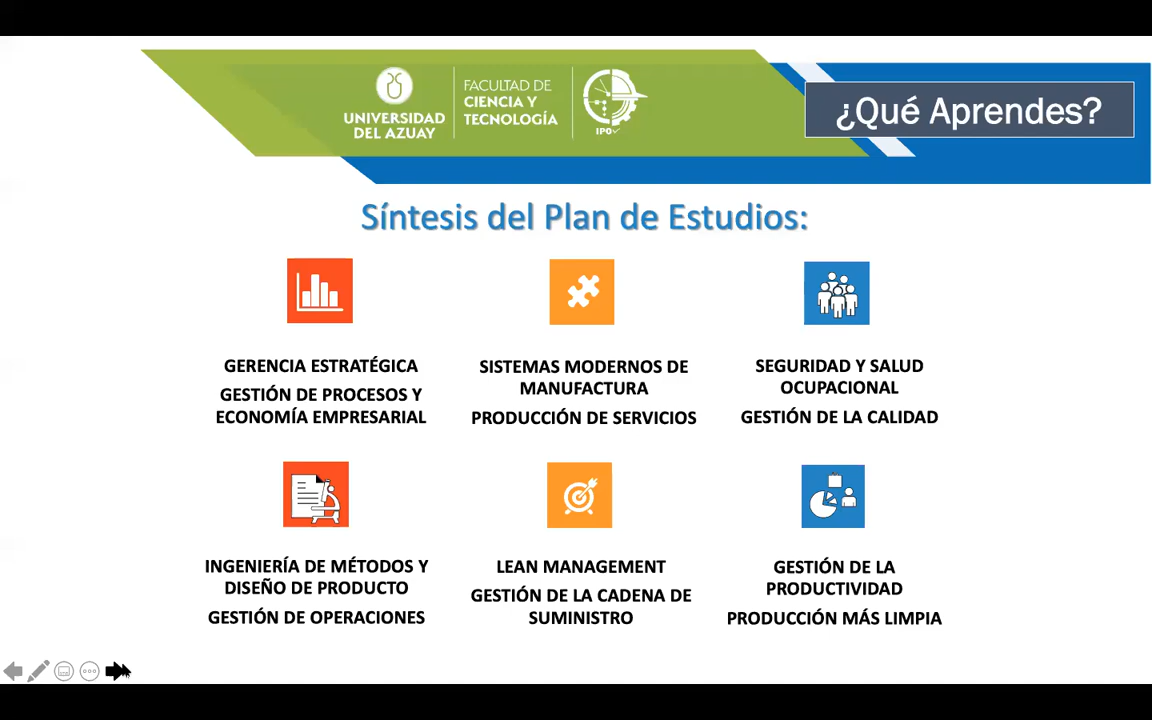 UNIVERSIDAD
DEL AZUAY
FACULTAD DE
CIENCIA Y
TECNOLOGÍA
IPO
¿Qué Aprendes?
Síntesis del Plan de Estudios:
GERENCIA ESTRATÉGICA
GESTIÓN DE PROCESOS Y
ECONOMÍA EMPRESARIAL
SISTEMAS MODERNOS DE
MANUFACTURA
PRODUCCIÓN DE SERVICIOS
SEGURIDAD Y SALUD
OCUPACIONAL
GESTIÓN DE LA CALIDAD
INGENIERÍA DE MÉTODOS Y
DISEÑO DE PRODUCTO
GESTIÓN DE OPERACIONES
LEAN MANAGEMENT
GESTIÓN DE LA CADENA DE
SUMINISTRO
GESTIÓN DE LA
PRODUCTIVIDAD
PRODUCCIÓN MÁS LIMPIA